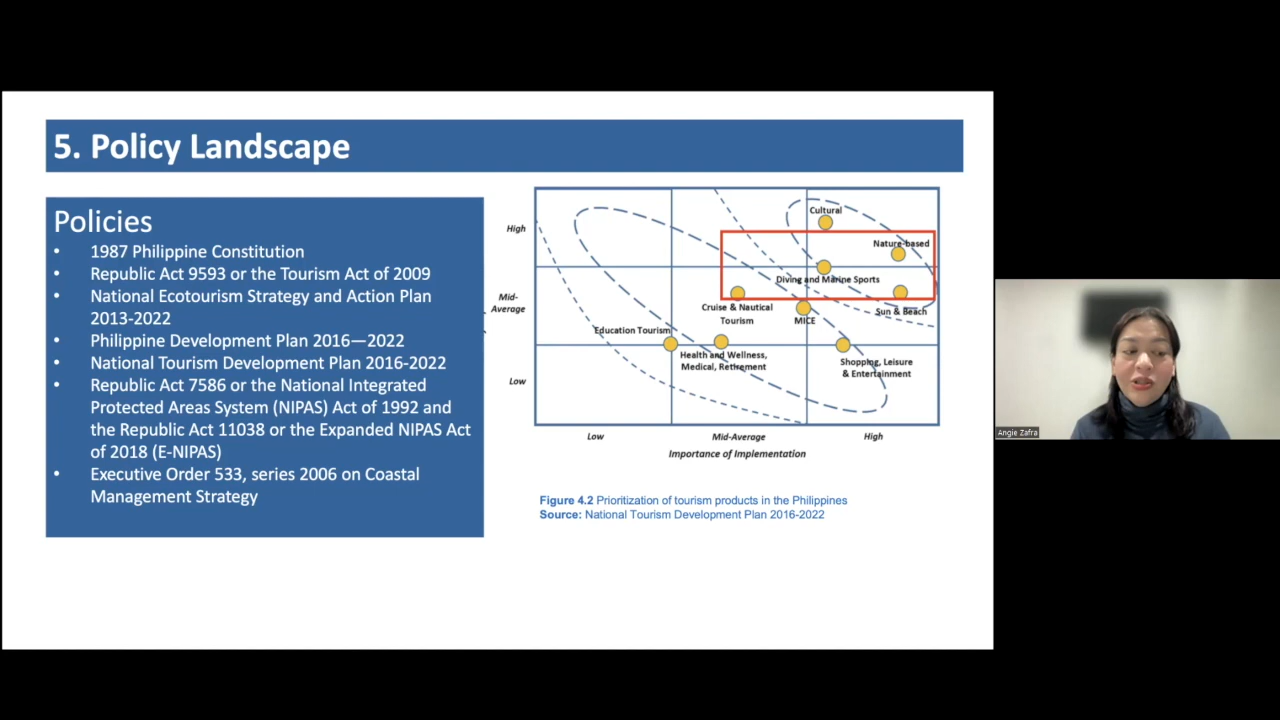 5. Policy Landscape
Policies
• 1987 Philippine Constitution
• Republic Act 9593 or the Tourism Act of 2009
• National Ecotourism Strategy and Action Plan
2013-2022
• Philippine Development Plan 2016—2022
• National Tourism Development Plan 2016-2022
• Republic Act 7586 or the National Integrated
Protected Areas System (NIPAS) Act of 1992 and
the Republic Act 11038 or the Expanded NIPAS Act
of 2018 (E-NIPAS)
• Executive Order 533, series 2006 on Coastal
Management Strategy
High
Mid-
Average
Low
Cultural
Nature-based
Diving and Marine Sports
Cruise & Nautical
Tourism
MICE
Sun & Beach
Education Tourism
Health and Wellness,
Medical, Retirement
Shopping, Leisure
& Entertainment
Low
Mid-Average
High
Importance of Implementation
Figure 4.2 Prioritization of tourism products in the Philippines
Source: National Tourism Development Plan 2016-2022
Angie Zafra